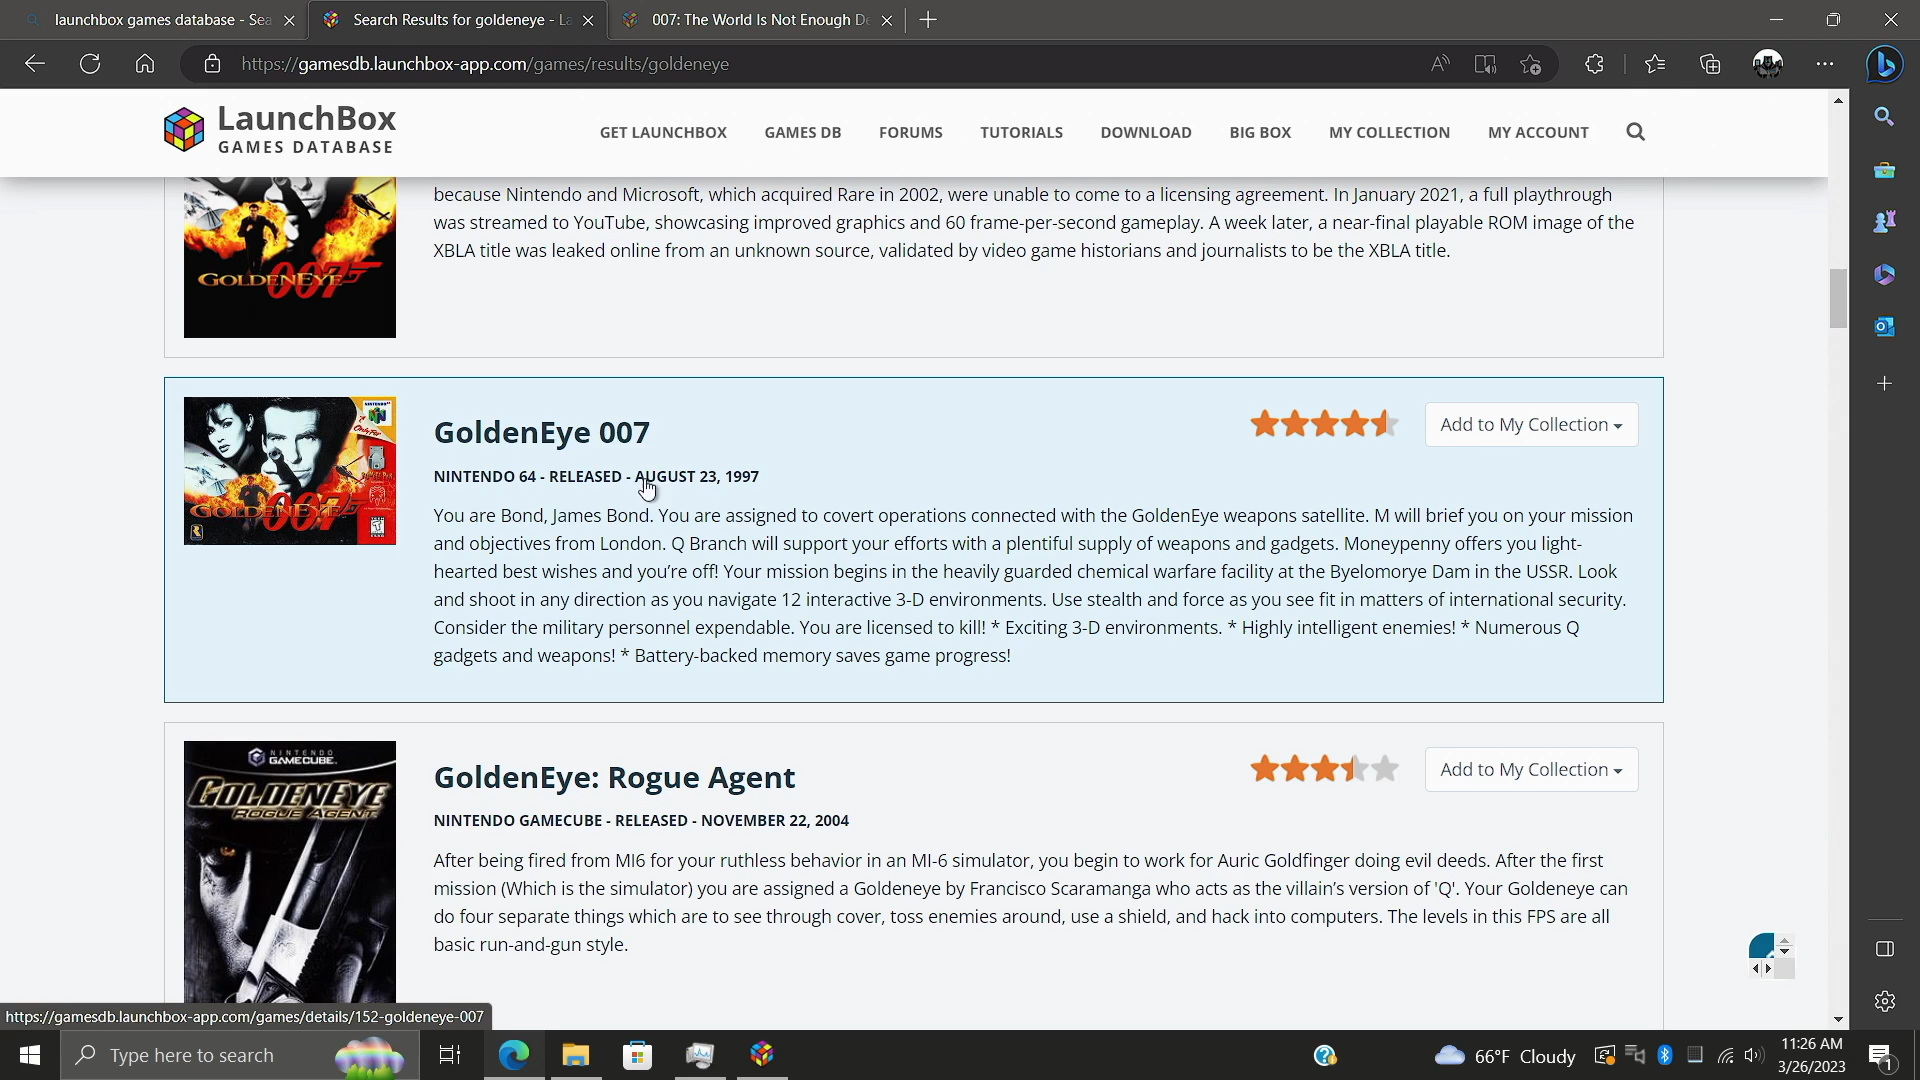 launchbox games database - Sea
Search Results for goldeneye - La
007: The World Is Not Enough De
https://gamesdb.launchbox-app.com/games/results/goldeneye
LaunchBox
GAMES DATABASE
GET LAUNCHBOX GAMES DB FORUMS TUTORIALS DOWNLOAD BIG BOX MY COLLECTION MY ACCOUNT
because Nintendo and Microsoft, which acquired Rare in 2002, were unable to come to a licensing agreement. In January 2021, a full playthrough
was streamed to YouTube, showcasing improved graphics and 60 frame-per-second gameplay. A week later, a near-final playable ROM image of the
XBLA title was leaked online from an unknown source, validated by video game historians and journalists to be the XBLA title.
GOLDENEYE 007
GoldenEye 007
Add to My Collection
NINTENDO 64 - RELEASED - AUGUST 23, 1997
You are Bond, James Bond. You are assigned to covert operations connected with the GoldenEye weapons satellite. M will brief you on your mission
and objectives from London. Q Branch will support your efforts with a plentiful supply of weapons and gadgets. Moneypenny offers you light-
hearted best wishes and you're off! Your mission begins in the heavily guarded chemical warfare facility at the Byelomorye Dam in the USSR. Look
and shoot in any direction as you navigate 12 interactive 3-D environments. Use stealth and force as you see fit in matters of international security.
Consider the military personnel expendable. You are licensed to kill! * Exciting 3-D environments. * Highly intelligent enemies! * Numerous Q
gadgets and weapons! * Battery-backed memory saves game progress!
GOLDENEYE 007
NINTENDO GAMECUBE
GOLDENEYE
ROGUE AGENT
GoldenEye: Rogue Agent
Add to My Collection
NINTENDO GAMECUBE - RELEASED - NOVEMBER 22, 2004
After being fired from MI6 for your ruthless behavior in an MI-6 simulator, you begin to work for Auric Goldfinger doing evil deeds. After the first
mission (Which is the simulator) you are assigned a Goldeneye by Francisco Scaramanga who acts as the villain's version of 'Q'. Your Goldeneye can
do four separate things which are to see through cover, toss enemies around, use a shield, and hack into computers. The levels in this FPS are all
basic run-and-gun style.
https://gamesdb.launchbox-app.com/games/details/152-goldeneye-007
Type here to search
66°F Cloudy
11:26 AM
3/26/2023
1